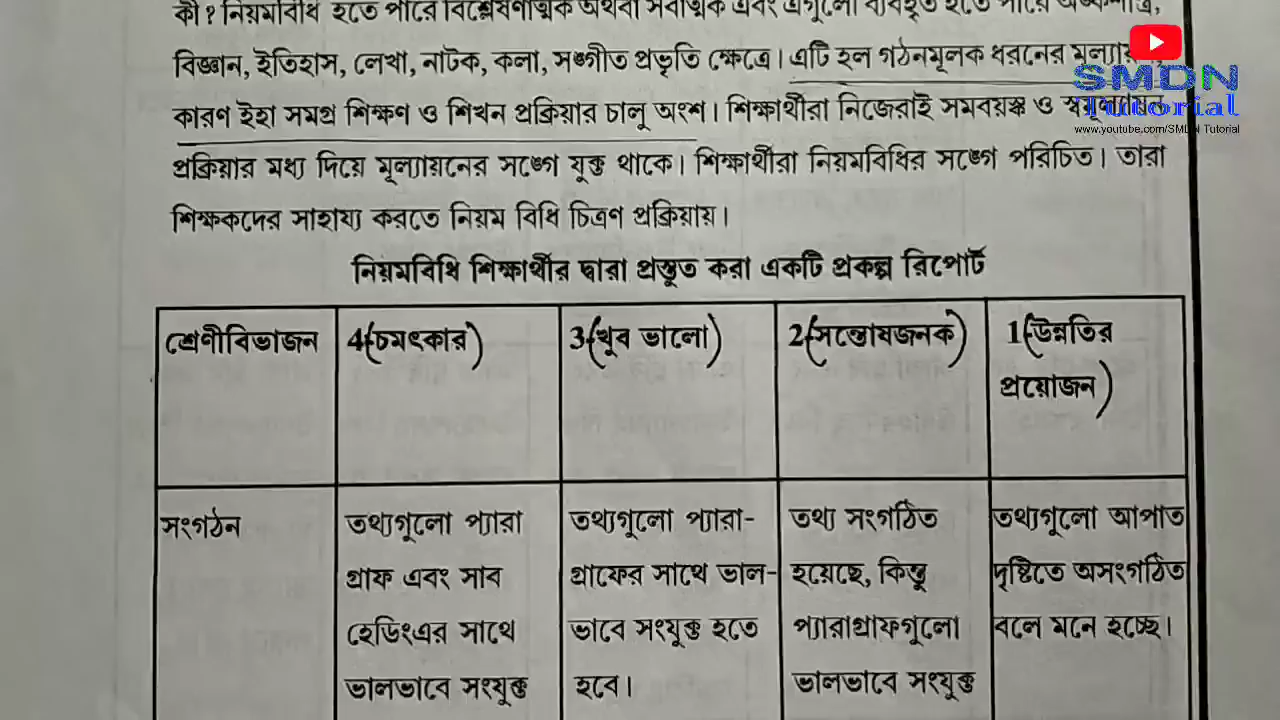 কী? নিয়মবিধি হতে পারে বিশ্লেষণাত্মক অথবা সর্বাত্মক এবং এগুলো ব্যবহৃত হতে পারে
বিজ্ঞান, ইতিহাস, লেখা, নাটক, কলা, সঙ্গীত প্রভৃতি ক্ষেত্রে। এটি হল গঠনমূলক ধরনের
কারণ ইহা সমগ্র শিক্ষণ ও শিখন প্রক্রিয়ার চালু অংশ। শিক্ষার্থীরা নিজেরাই সমবয়স্ক ও
প্রক্রিয়ার মধ্য দিয়ে মূল্যায়নের সঙ্গে যুক্ত থাকে। শিক্ষার্থীরা নিয়মবিধির সঙ্গে পরিচিত। তারা
শিক্ষকদের সাহায্য করতে নিয়ম বিধি চিত্রণ প্রক্রিয়ায়।
SMDN
Tutorial
www.youtube.com/SMDN Tutorial
নিয়মবিধি শিক্ষার্থীর দ্বারা প্রস্তুত করা একটি প্রকল্প রিপোর্ট
শ্রেণীবিভাজন 4(চমৎকার) 3(খুব ভালো) 2(সন্তোষজনক) 1(উন্নতির
প্রয়োজন)
সংগঠন তথ্যগুলো প্যারা তথ্যগুলো প্যারা- তথ্য সংগঠিত তথ্যগুলো আপাত
গ্রাফ এবং সাব গ্রাফের সাথে ভাল- হয়েছে, কিন্তু দৃষ্টিতে অসংগঠিত
হেডিংএর সাথে ভাবে সংযুক্ত হতে প্যারাগ্রাফগুলো বলে মনে হচ্ছে।
ভালভাবে সংযুক্ত হবে। ভালভাবে সংযুক্ত